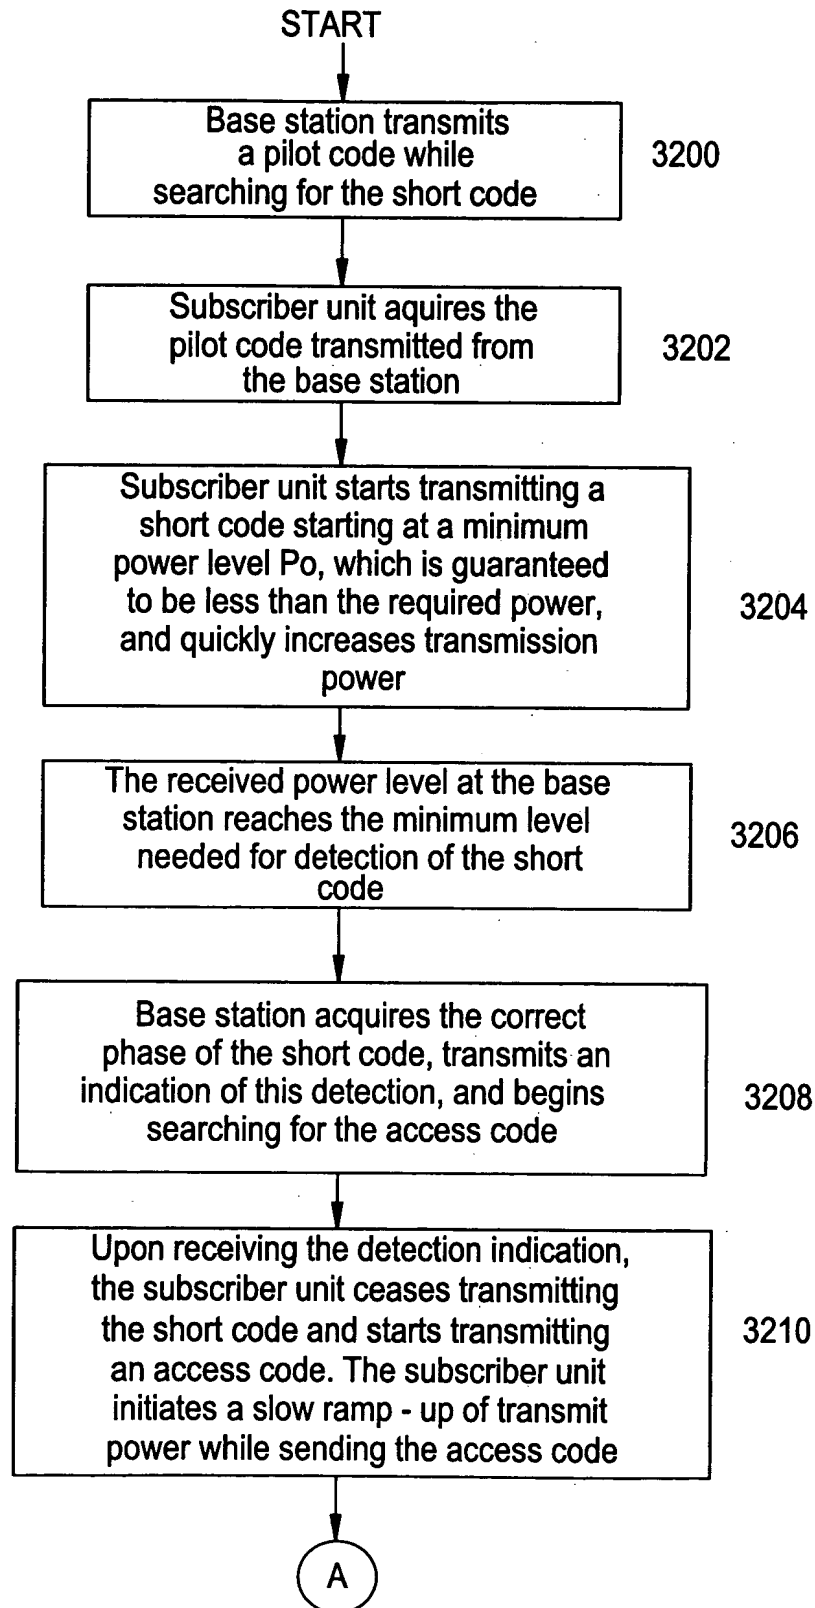 START
Base station transmits
a pilot code while
searching for the short code
3200
Subscriber unit aquires the
pilot code transmitted from
the base station
3202
Subscriber unit starts transmitting a
short code starting at a minimum
power level Po, which is guaranteed
to be less than the required power,
and quickly increases transmission
power
3204
The received power level at the base
station reaches the minimum level
needed for detection of the short
code
3206
Base station acquires the correct
phase of the short code, transmits an
indication of this detection, and begins
searching for the access code
3208
Upon receiving the detection indication,
the subscriber unit ceases transmitting
the short code and starts transmitting
an access code. The subscriber unit
initiates a slow ramp - up of transmit
power while sending the access code
3210
A